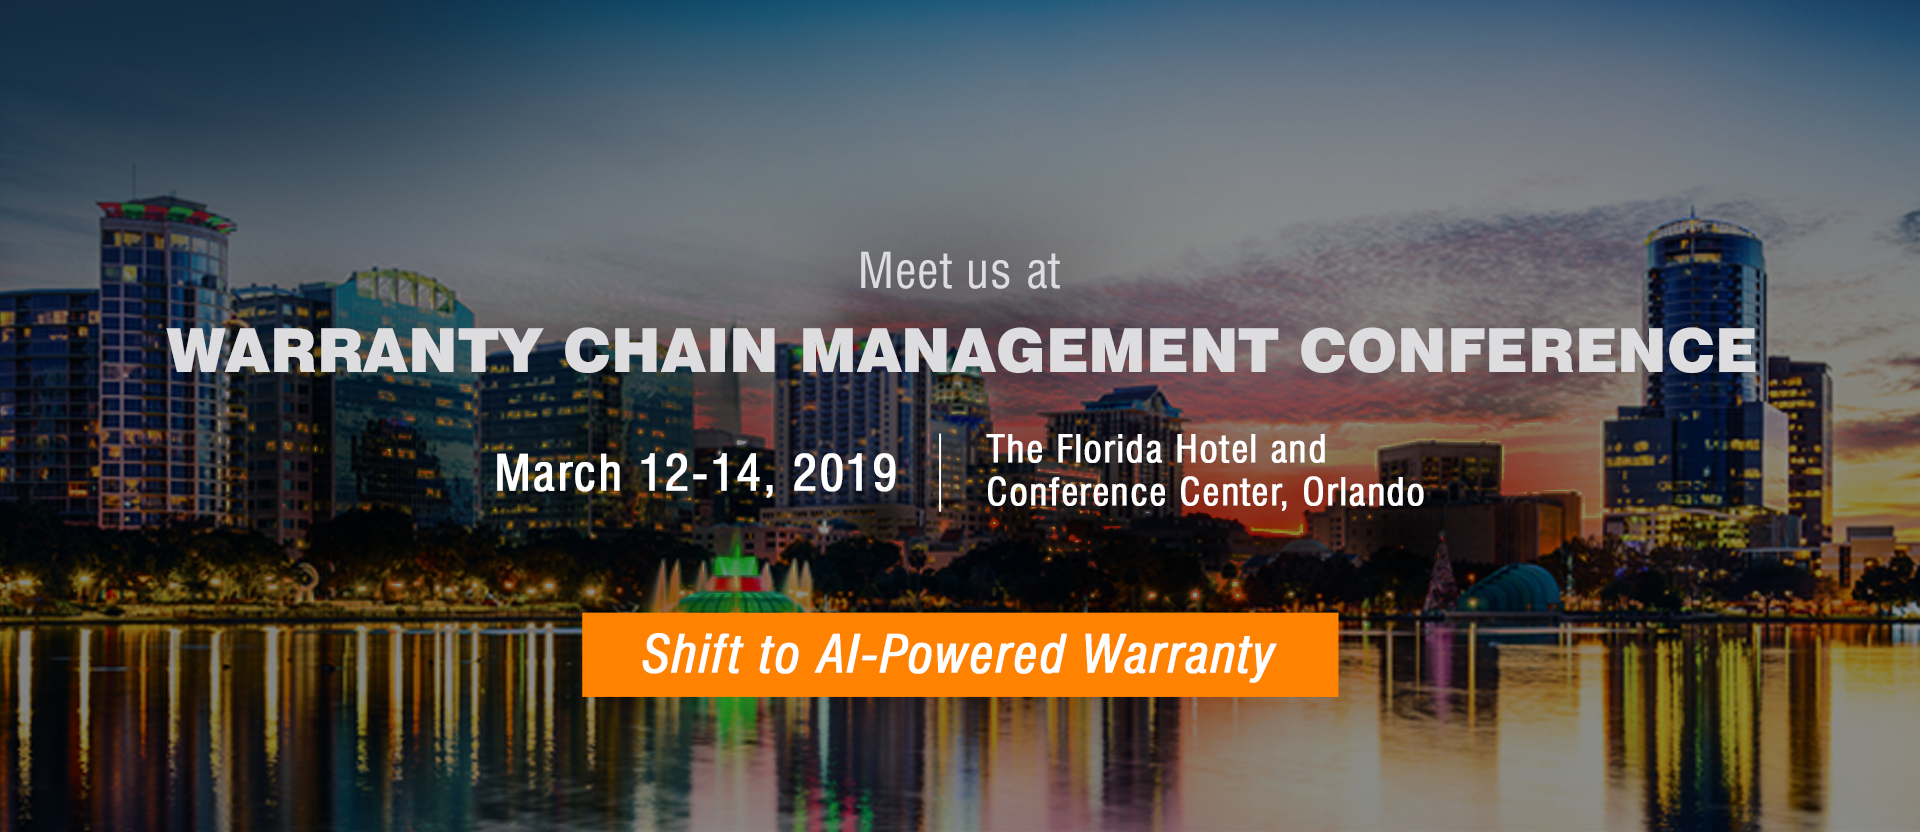 Meet us at
WARRANTY CHAIN MANAGEMENT CONFERENCE
March 12-14, 2019
The Florida Hotel and
Conference Center, Orlando
Shift to AI-Powered Warranty